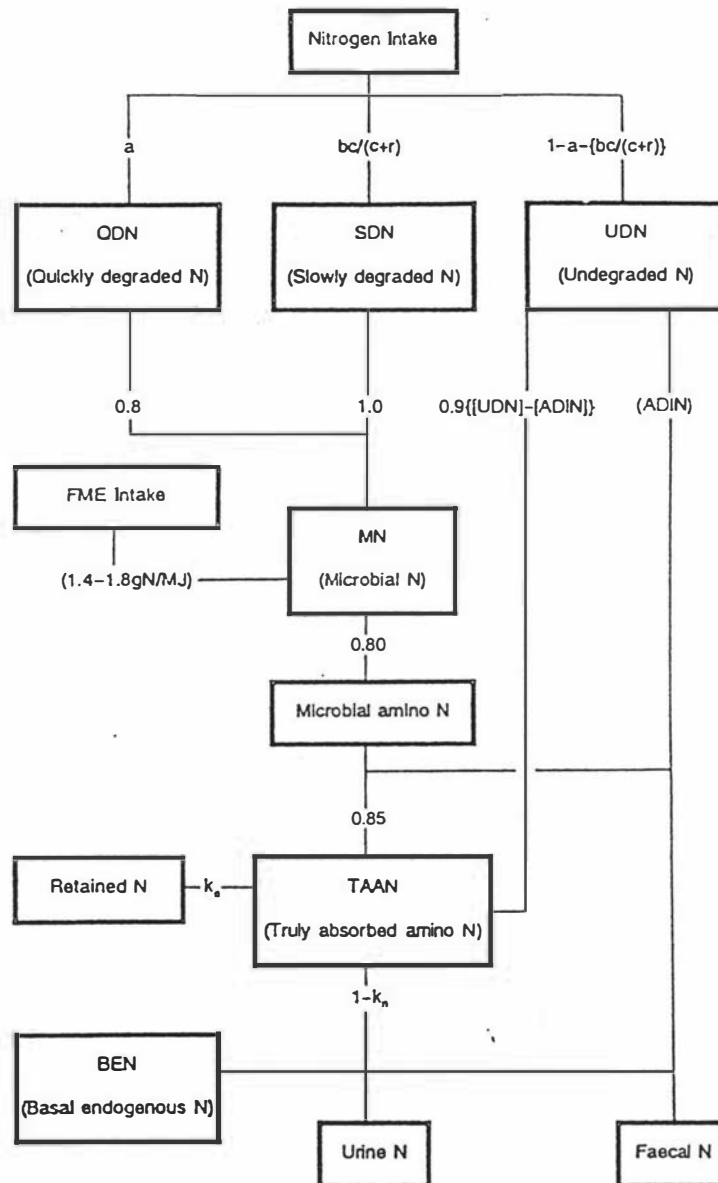 Nitrogen Intake
a
bc/(c+r)
1-a-{bc/(c+r)}
QDN
(Quickly degraded N)
SDN
(Slowly degraded N)
UDN
(Undegraded N)
0.8
1.0
0.9{[UDN]-[ADIN]}
(ADIN)
FME Intake
(1.4-1.8gN/MJ)
MN
(Microbial N)
0.80
Microbial amino N
0.85
Retained N
kₙ
TAAN
(Truly absorbed amino N)
1-kₙ
BEN
(Basal endogenous N)
Urine N
Faecal N